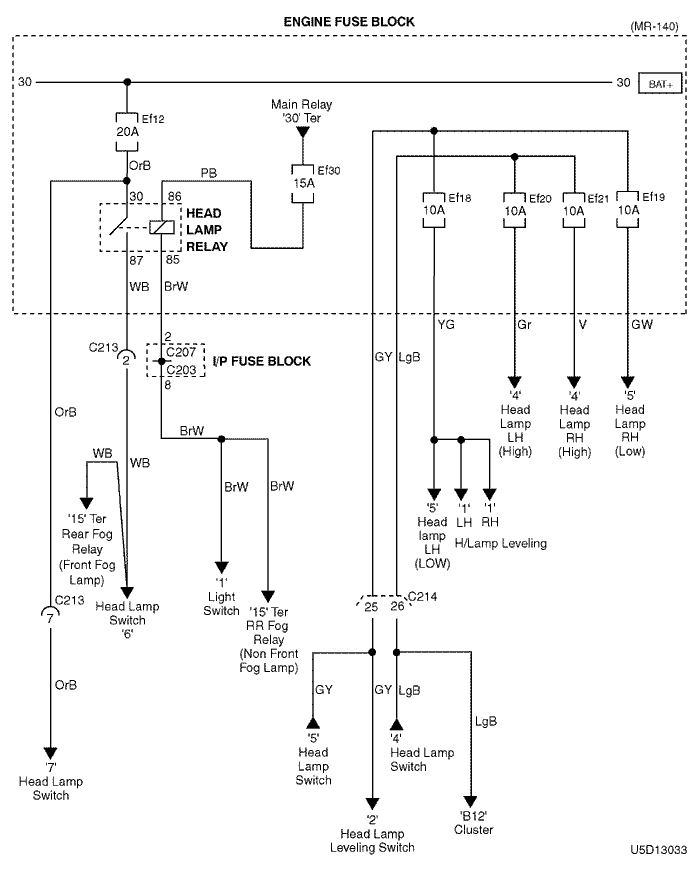 ENGINE FUSE BLOCK
(MR-140)
30
30
BAT+
Ef12
20A
Main Relay
'30' Ter
OrB
PB
Ef30
15A
30
86
HEAD
LAMP
RELAY
87
85
Ef18
10A
Ef20
10A
Ef21
10A
Ef19
10A
WB
BrW
YG
Gr
V
GW
2
C213
2
C207
C203
8
I/P FUSE BLOCK
GY
LgB
'4'
Head
Lamp
LH
(High)
'4'
Head
Lamp
RH
(High)
'5'
Head
Lamp
RH
(Low)
OrB
BrW
WB
WB
BrW
BrW
'15' Ter
Rear Fog
Relay
(Front Fog
Lamp)
'5'
Head
lamp
LH
(LOW)
'1'
LH
'1'
RH
H/Lamp Leveling
C213
7
Head Lamp
Switch
'6'
'1'
Light
Switch
'15' Ter
RR Fog
Relay
(Non Front
Fog Lamp)
25
26
C214
OrB
GY
GY
LgB
LgB
'7'
Head Lamp
Switch
'5'
Head
Lamp
Switch
'4'
Head Lamp
Switch
'2'
Head Lamp
Leveling Switch
'B12'
Cluster
U5D13033